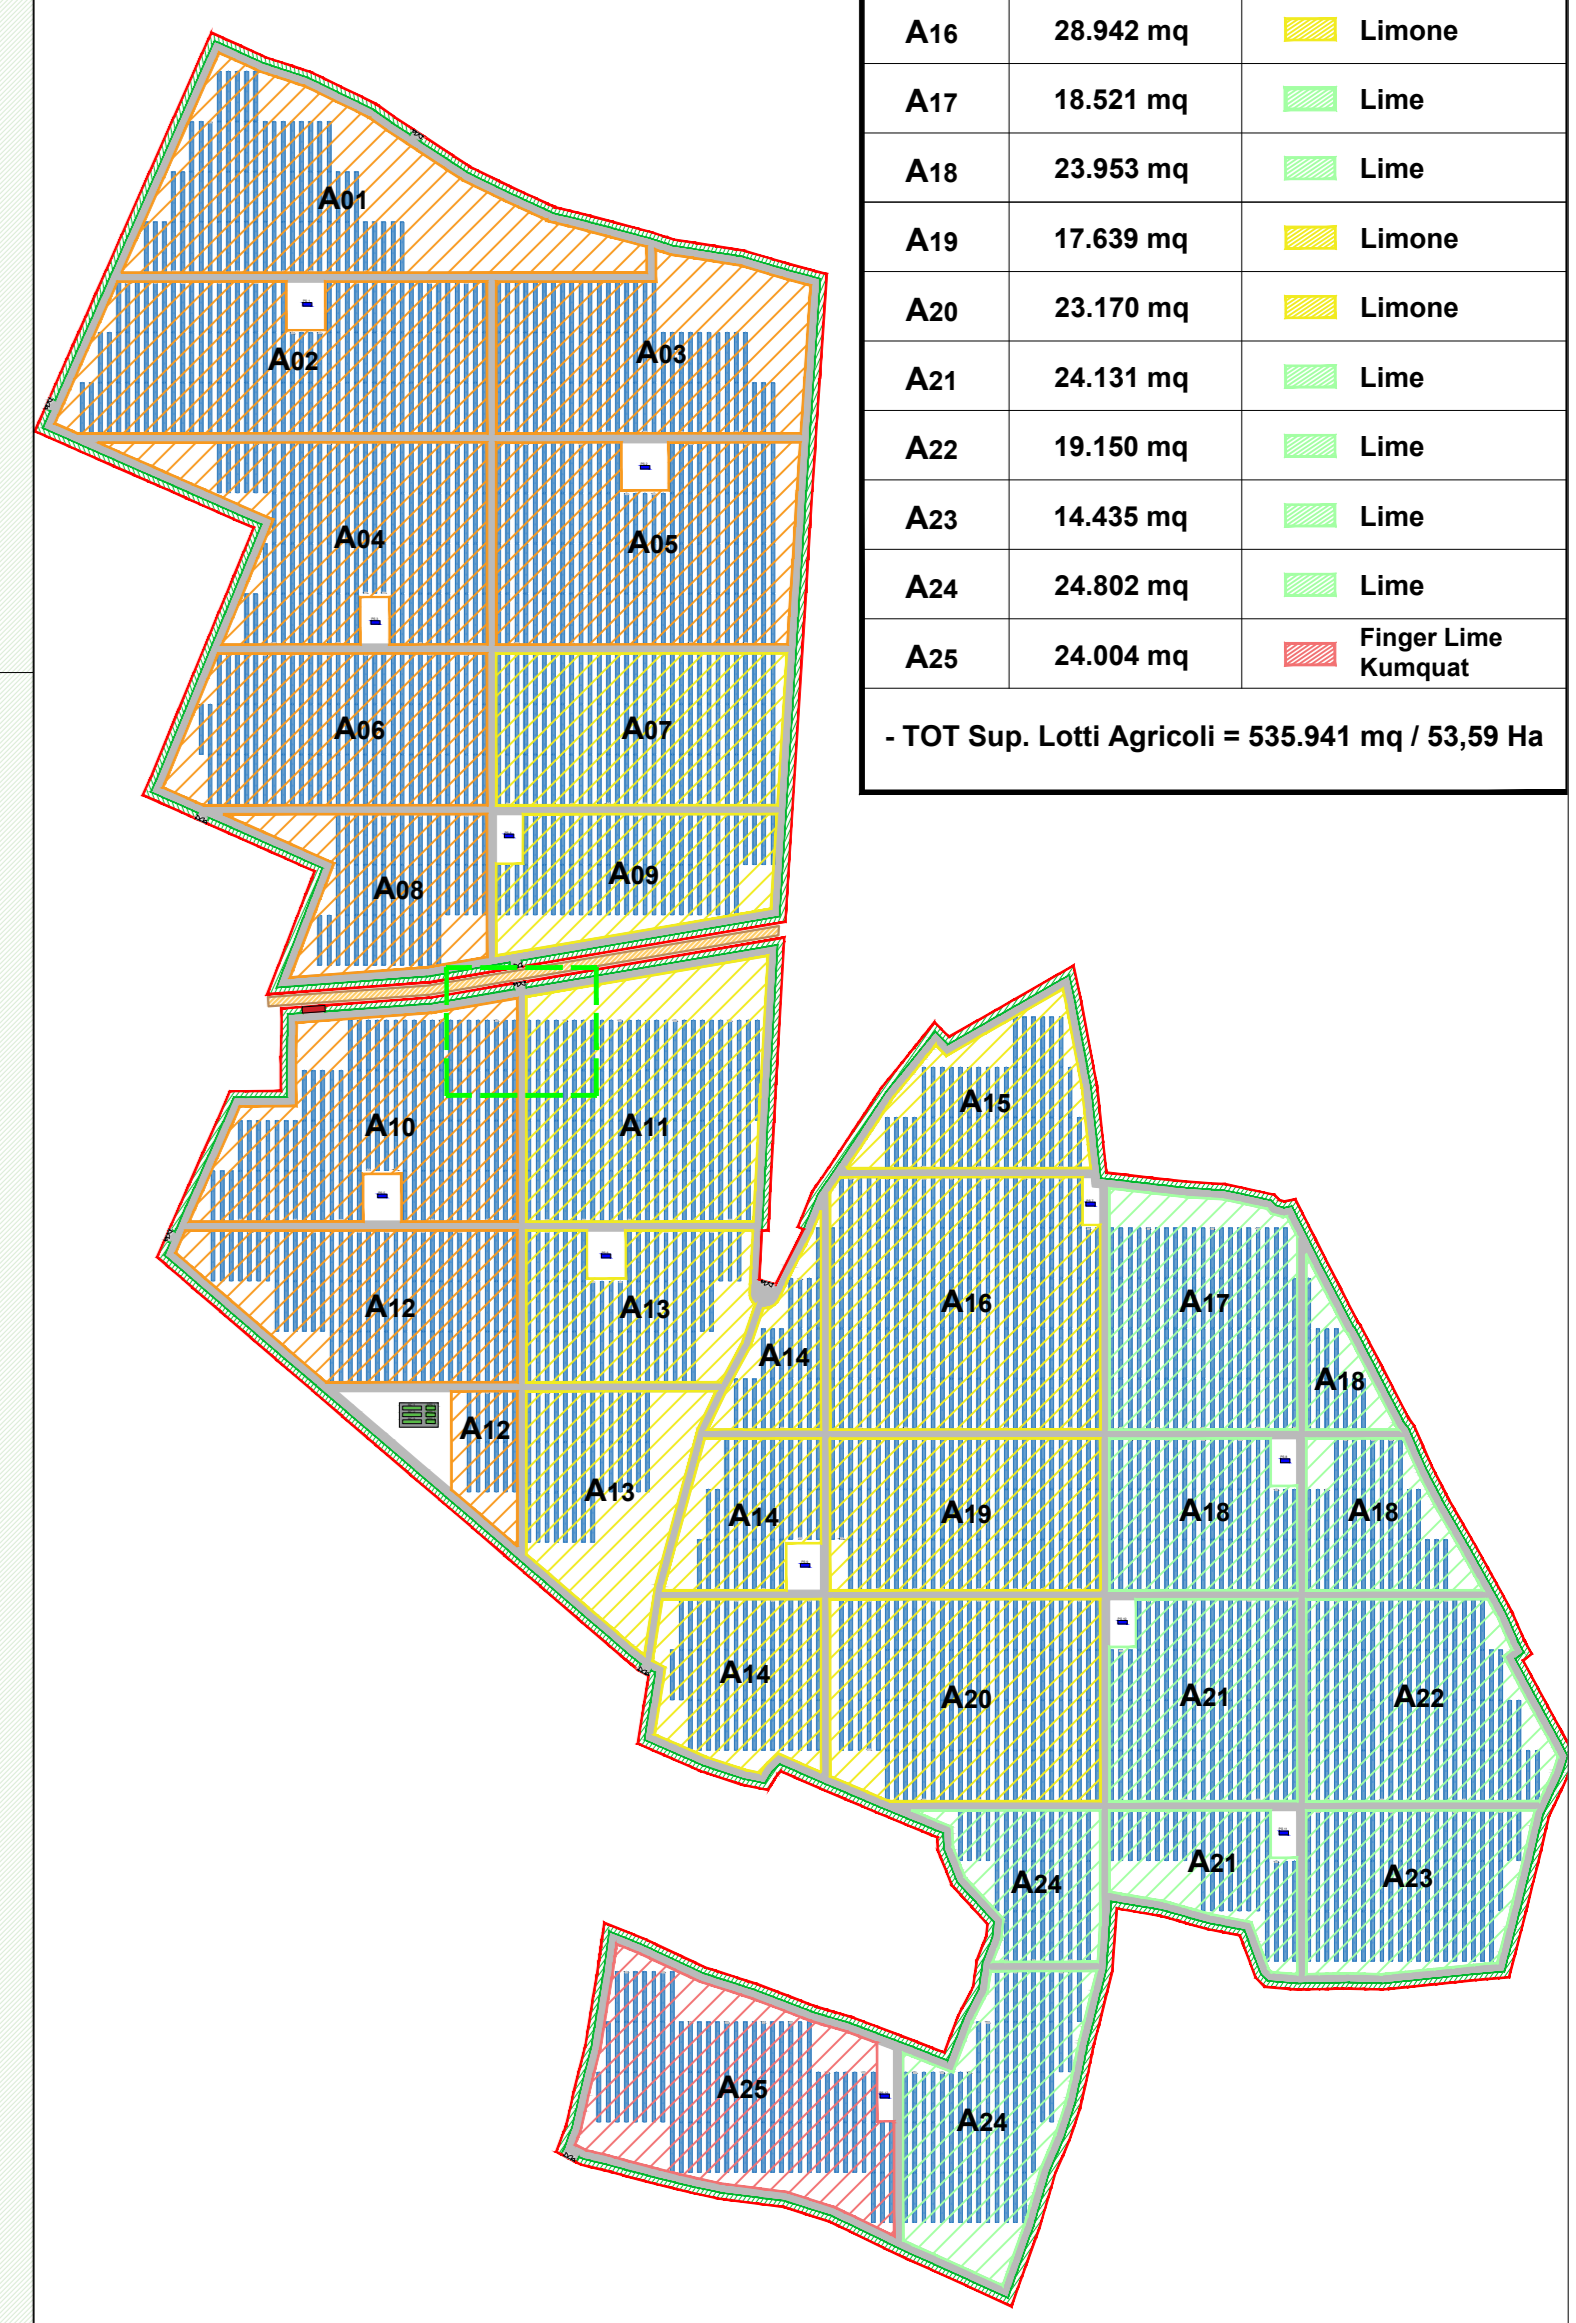 A16 28.942 mq Limone
A17 18.521 mq Lime
A18 23.953 mq Lime
A19 17.639 mq Limone
A20 23.170 mq Limone
A21 24.131 mq Lime
A22 19.150 mq Lime
A23 14.435 mq Lime
A24 24.802 mq Lime
A25 24.004 mq Finger Lime
Kumquat
- TOT Sup. Lotti Agricoli = 535.941 mq / 53,59 Ha
A01
A02
A03
A04
A05
A06
A07
A08
A09
A10
A11
A12
A13
A12
A13
A14
A15
A16
A17
A18
A14
A19
A18
A18
A14
A20
A21
A22
A24
A21
A23
A25
A24